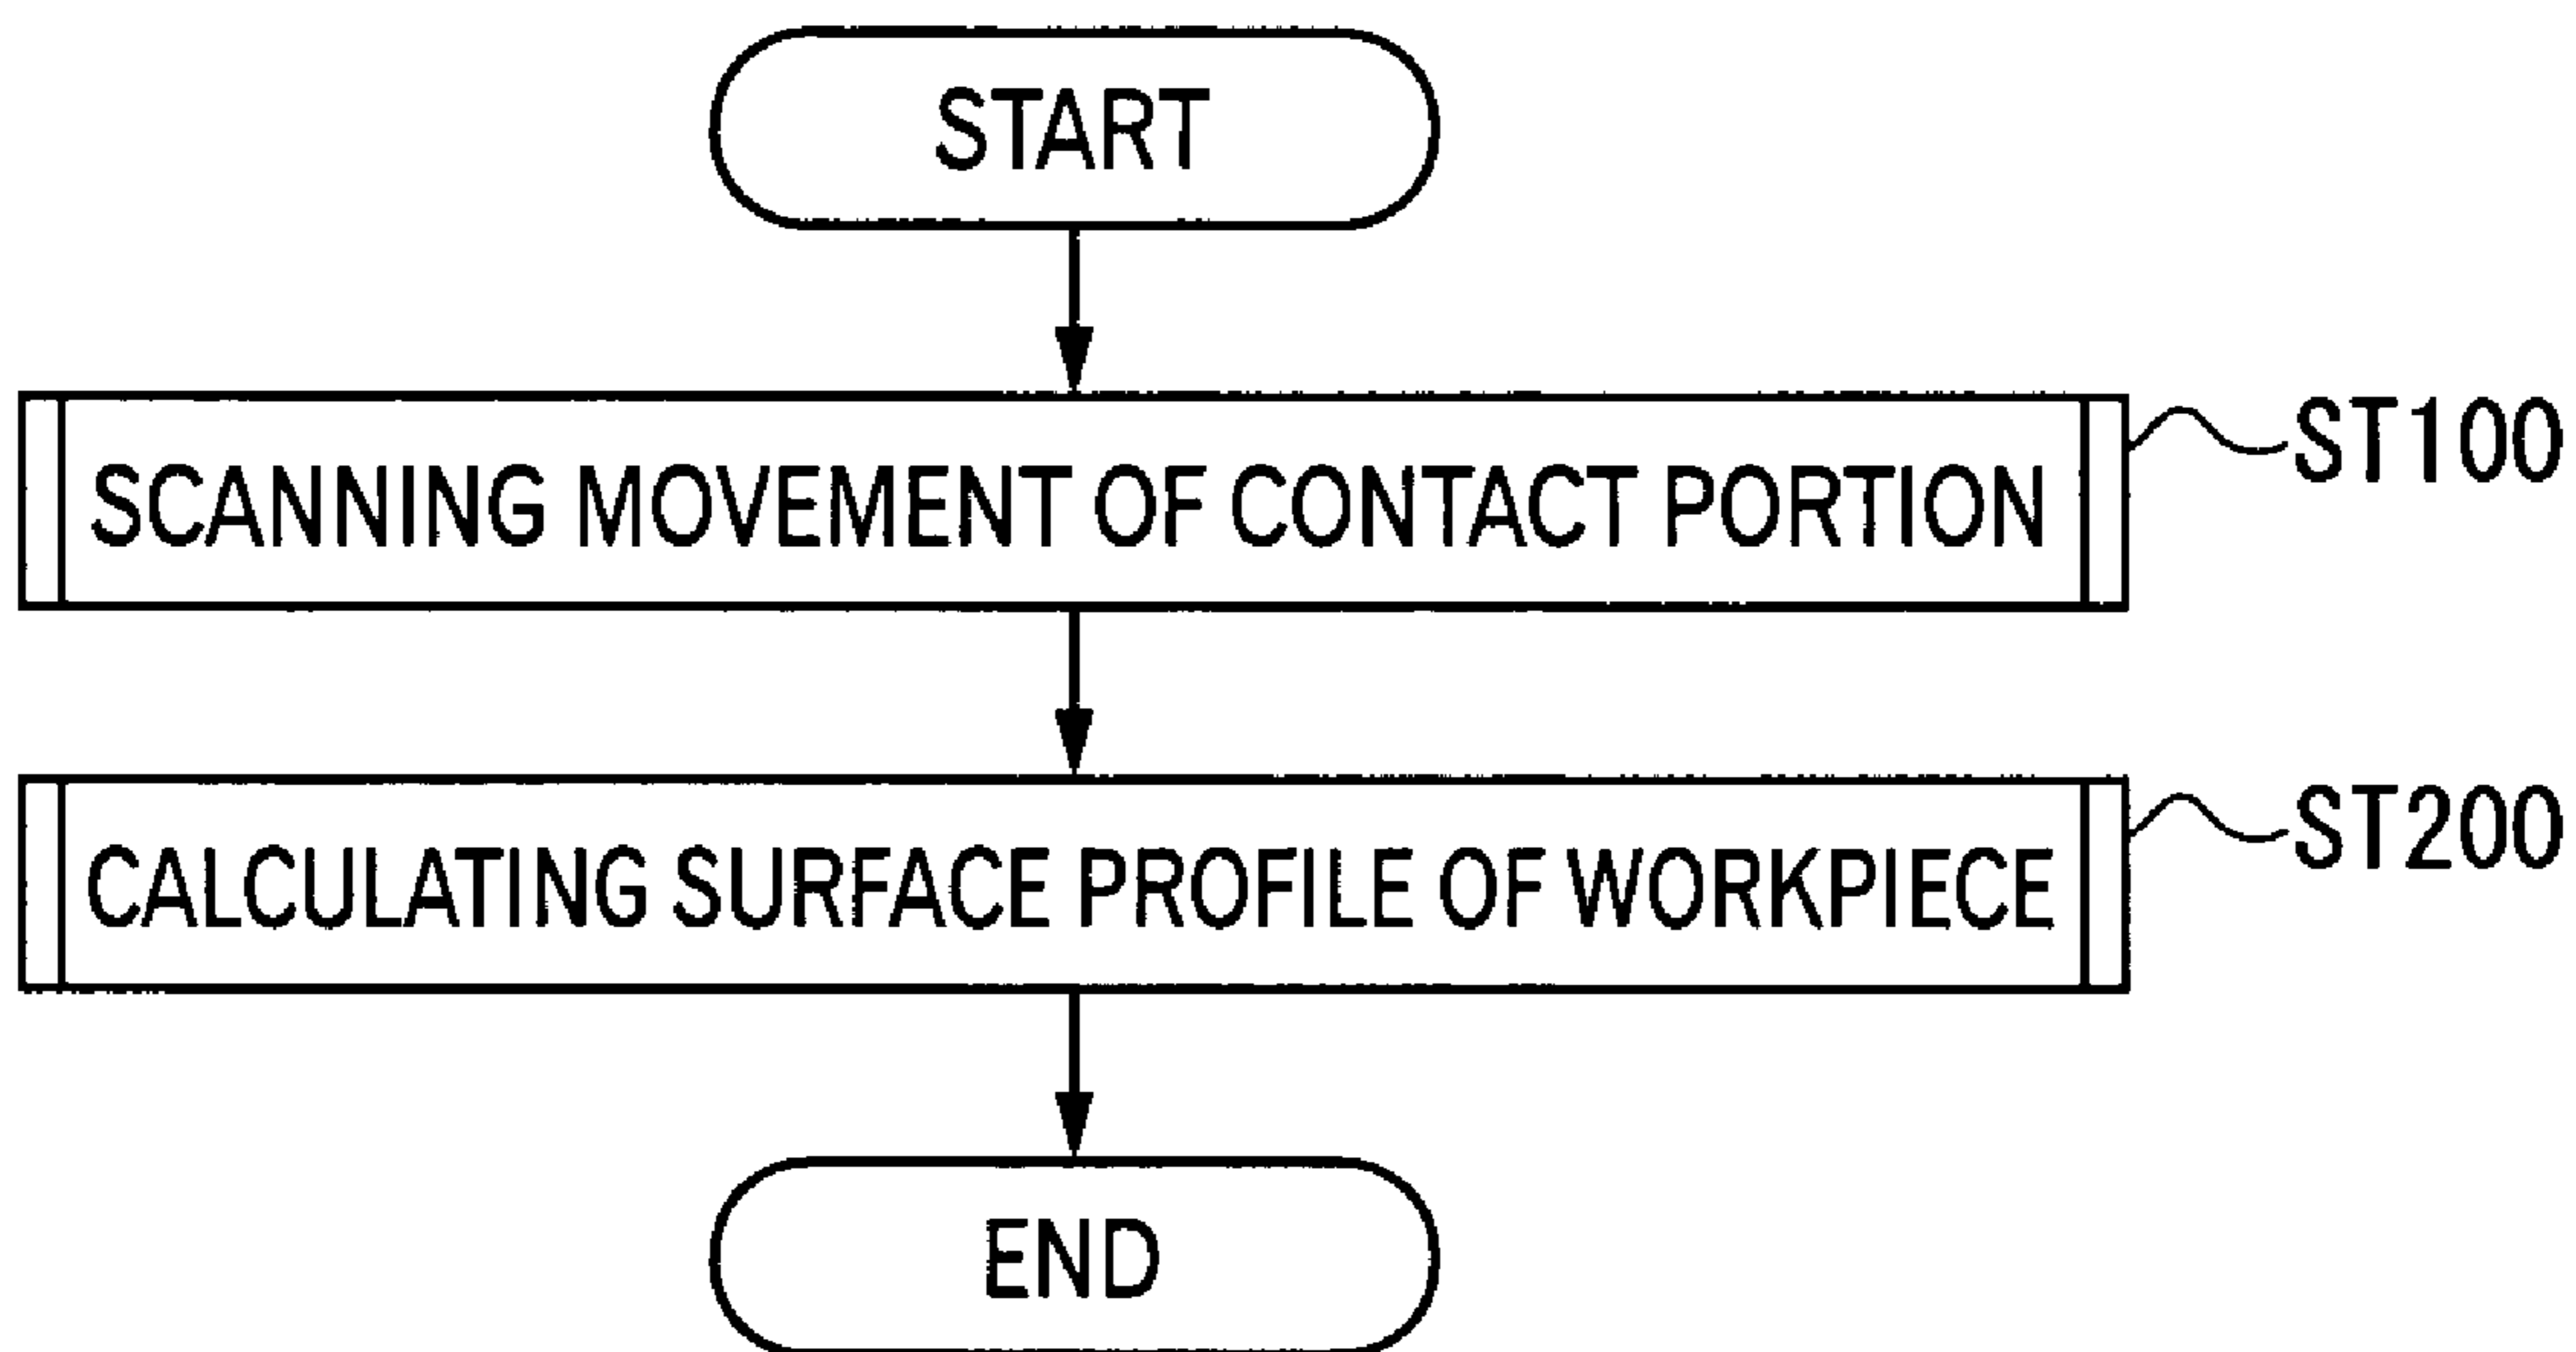 START
SCANNING MOVEMENT OF CONTACT PORTION
ST100
CALCULATING SURFACE PROFILE OF WORKPIECE
ST200
END